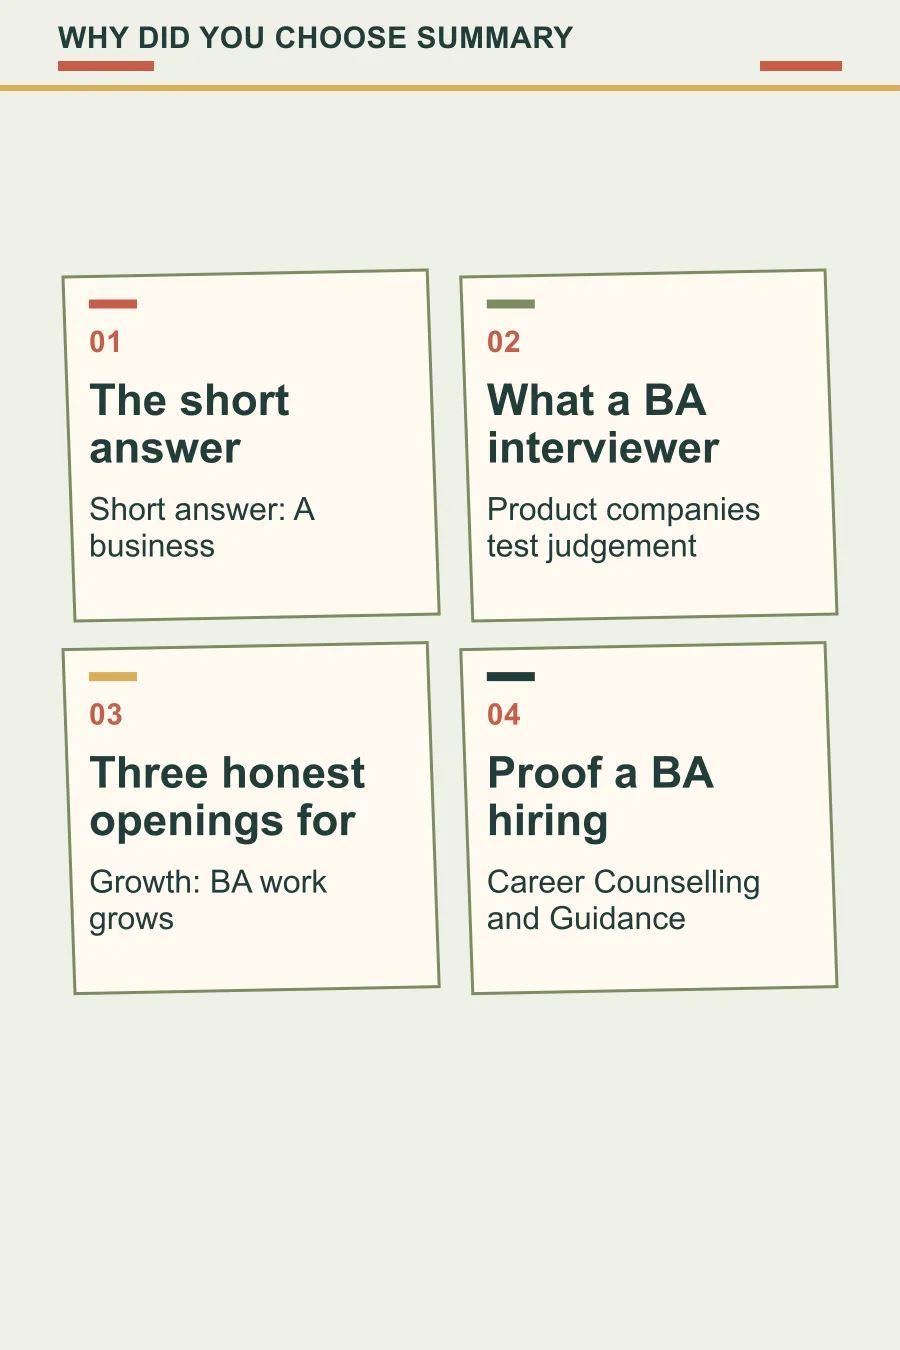 WHY DID YOU CHOOSE SUMMARY
01
The short
answer
Short answer: A
business
02
What a BA
interviewer
Product companies
test judgement
03
Three honest
openings for
Growth: BA work
grows
04
Proof a BA
hiring
Career Counselling
and Guidance